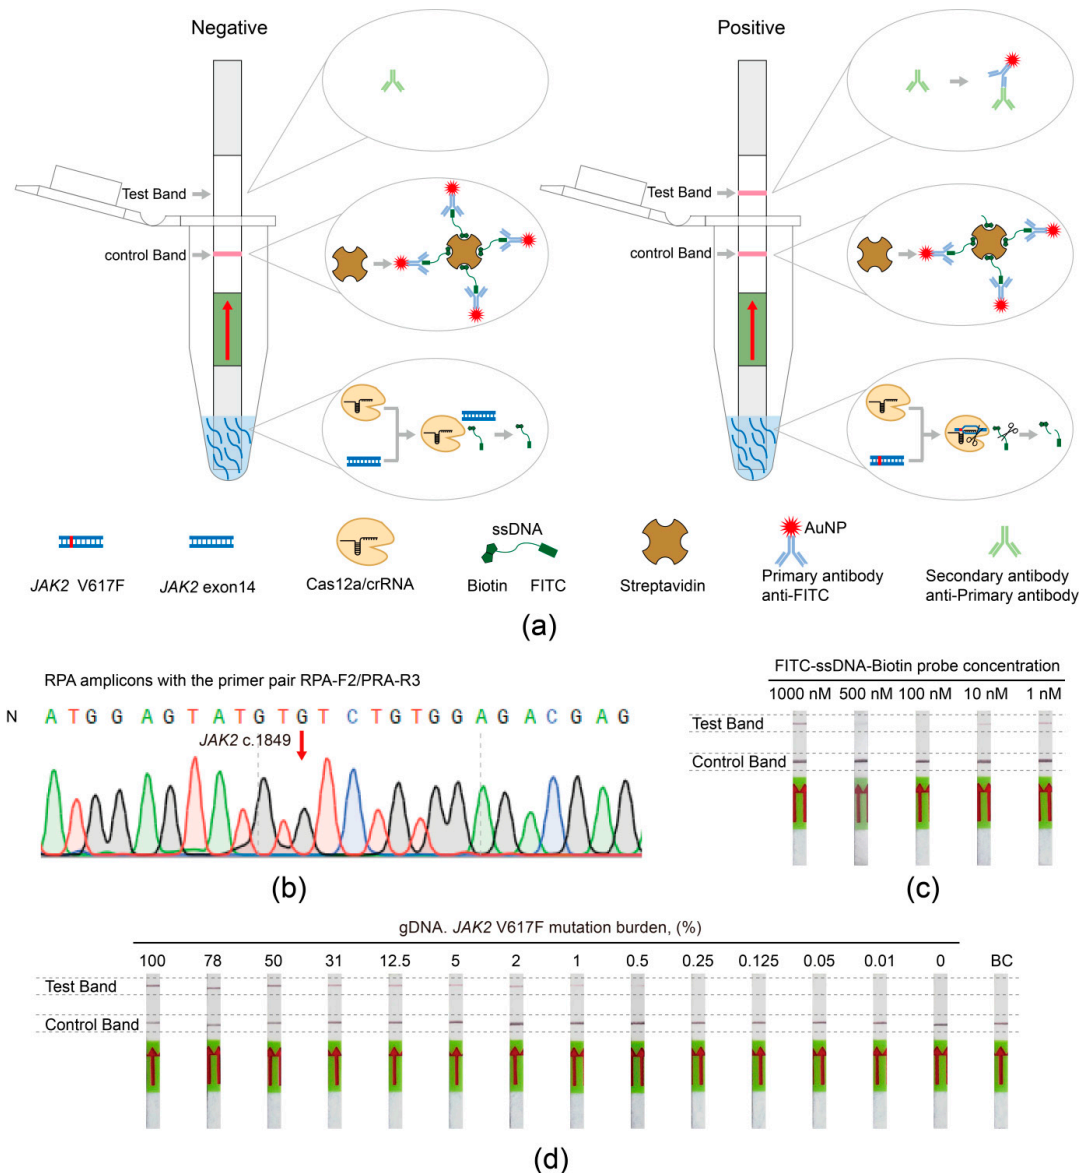 Negative
Positive
Test Band
control Band
Test Band
control Band
ssDNA
AuNP
JAK2 V617F
JAK2 exon14
Cas12a/crRNA
Biotin FITC
Streptavidin
Primary antibody
anti-FITC
Secondary antibody
anti-Primary antibody
(a)
RPA amplicons with the primer pair RPA-F2/PRA-R3
N A T G G A G T A T G T G T C T G T G G A G A C G A G
JAK2 c.1849
(b)
FITC-ssDNA-Biotin probe concentration
1000 nM 500 nM 100 nM 10 nM 1 nM
Test Band
Control Band
(c)
gDNA. JAK2 V617F mutation burden, (%)
100 78 50 31 12.5 5 2 1 0.5 0.25 0.125 0.05 0.01 0 BC
Test Band
Control Band
(d)